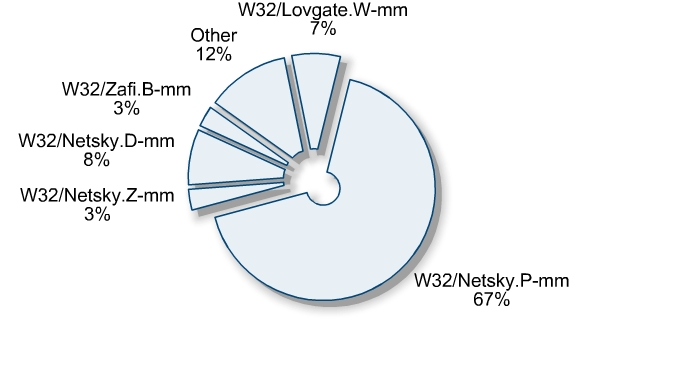 W32/Lovgate.W-mm
7%
Other
12%
W32/Zafi.B-mm
3%
W32/Netsky.D-mm
8%
W32/Netsky.Z-mm
3%
W32/Netsky.P-mm
67%